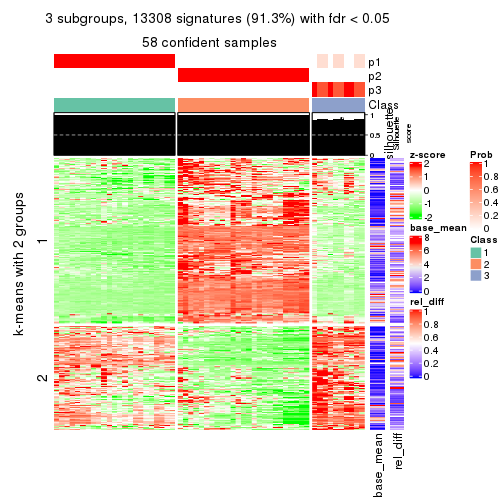 3 subgroups, 13308 signatures (91.3%) with fdr < 0.05
58 confident samples
p1
p2
p3
Class
silhouette
Silhouette
score
1
0.5
0
k-means with 2 groups
1
2
base_mean
rel_diff
z-score
2
1
0
-1
-2
base_mean
8
6
4
2
0
rel_diff
1
0.8
0.6
0.4
0.2
0
Prob
1
0.8
0.6
0.4
0.2
0
Class
1
2
3